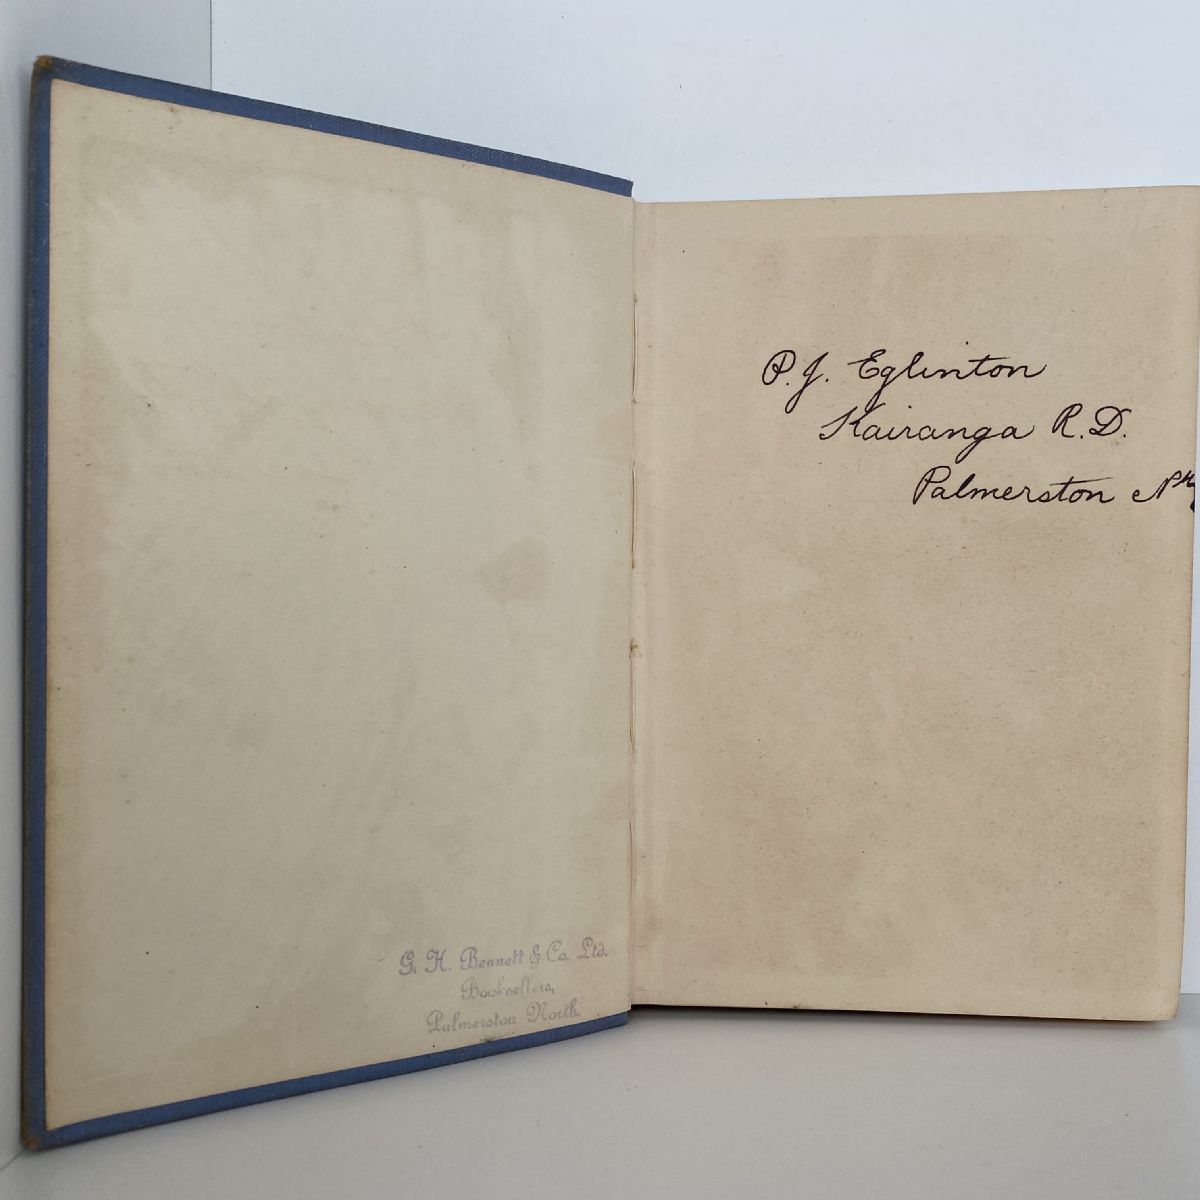 G. H. Bennett & Co. Ltd.
Booksellers,
Palmerston North.
P. J. Eglinton
Kairanga R.D.
Palmerston Nth